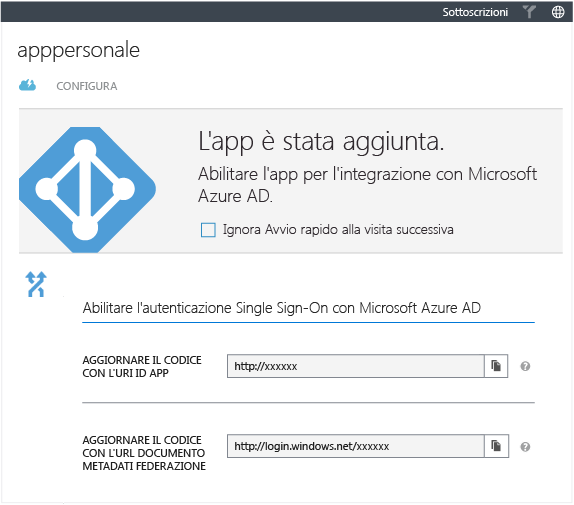 Sottoscrizioni
apppersonale
CONFIGURA
L'app è stata aggiunta.
Abilitare l'app per l'integrazione con Microsoft
Azure AD.
Ignora Avvio rapido alla visita successiva
Abilitare l'autenticazione Single Sign-On con Microsoft Azure AD
AGGIORNARE IL CODICE
CON L'URI ID APP
http://xxxxxx
?
AGGIORNARE IL CODICE
CON L'URL DOCUMENTO
METADATI FEDERAZIONE
http://login.windows.net/xxxxxx
?